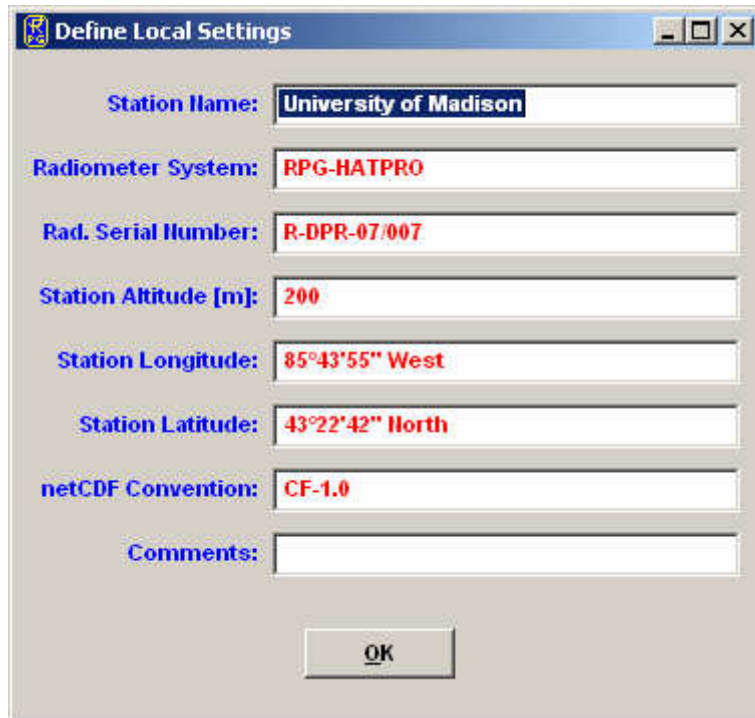 RPG
Define Local Settings
Station Name: University of Madison
Radiometer System: RPG-HATPRO
Rad. Serial Number: R-DPR-07/007
Station Altitude [m]: 200
Station Longitude: 85°43'55" West
Station Latitude: 43°22'42" North
netCDF Convention: CF-1.0
Comments:
OK